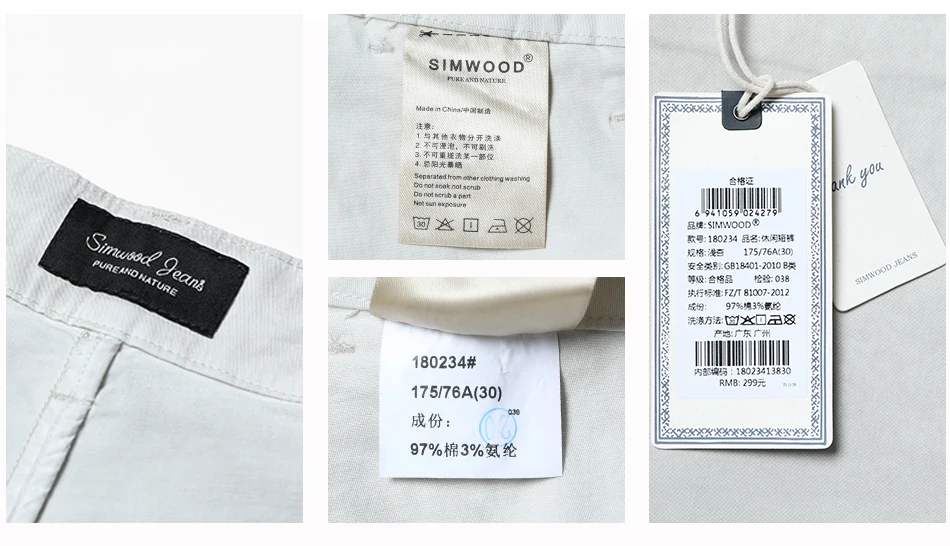 Simwood Jeans
PURE AND NATURE
SIMWOOD®
PURE AND NATURE
Made in China/中国制造
注意:
1. 与其他衣物分开洗涤
2. 不可浸泡，不可刷洗
3. 不可重搓洗某一部位
4. 忌阳光暴晒
Separated from other clothing washing
Do not soak.not scrub
Do not scrub a part
Not sun exposure
30
180234#
175/76A(30)
成份：
038
97%棉3%氨纶
合格证
6 941059 024279
品牌: SIMWOOD®
款号: 180234 品名: 休闲短裤
规格: 浅杏 175/76A(30)
安全类别: GB18401-2010 B类
等级: 合格品 检验: 038
执行标准: FZ/T 81007-2012
成份: 97%棉3%氨纶
洗涤方法:
产地: 广东 广州
内部编码：18023413830
RMB: 299元
ank you
SIMWOOD JEANS